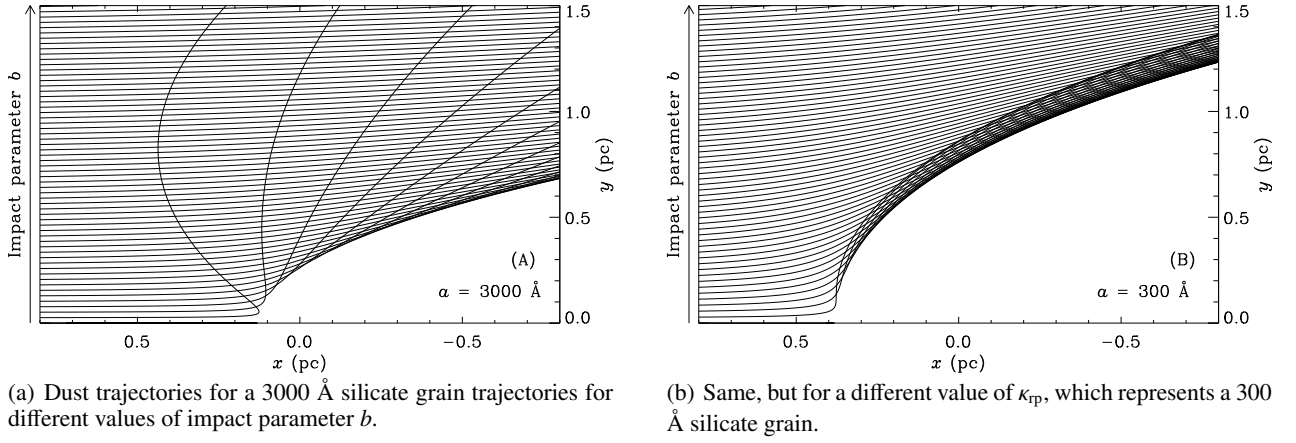 Impact parameter b
1.5
1.0
0.5
0.0
y (pc)
(A)
a = 3000 Å
0.5
0.0
−0.5
x (pc)
(a) Dust trajectories for a 3000 Å silicate grain trajectories for
different values of impact parameter b.
Impact parameter b
1.5
1.0
0.5
0.0
y (pc)
(B)
a = 300 Å
0.5
0.0
−0.5
x (pc)
(b) Same, but for a different value of κrp, which represents a 300
Å silicate grain.